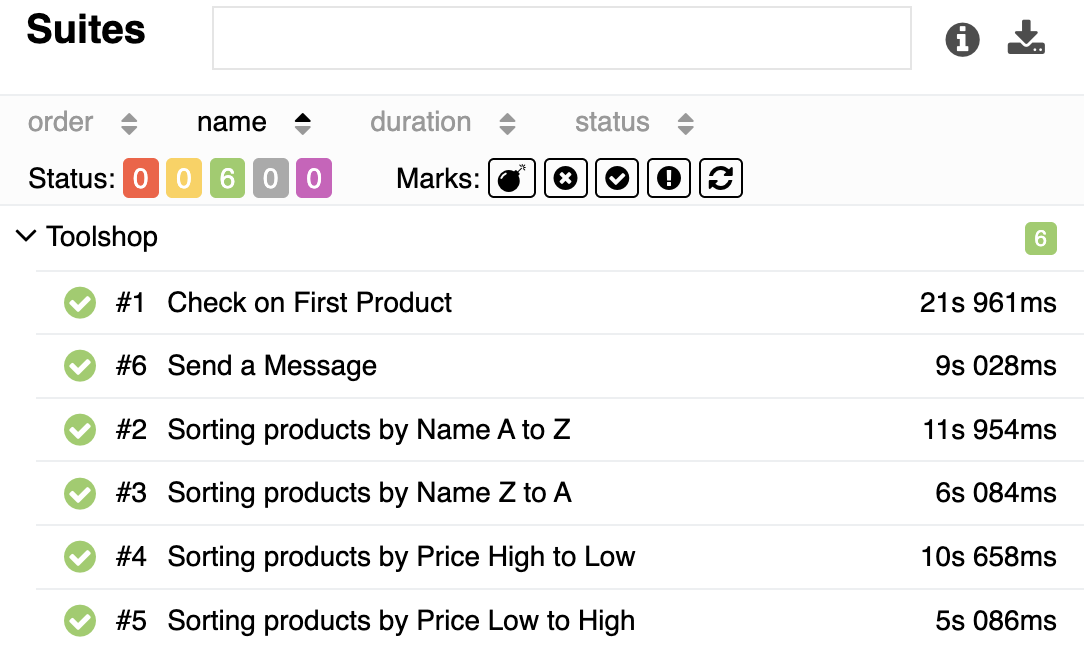 Suites
order name duration status
Status: 0 0 6 0 0 Marks:
Toolshop 6
#1 Check on First Product 21s 961ms
#6 Send a Message 9s 028ms
#2 Sorting products by Name A to Z 11s 954ms
#3 Sorting products by Name Z to A 6s 084ms
#4 Sorting products by Price High to Low 10s 658ms
#5 Sorting products by Price Low to High 5s 086ms